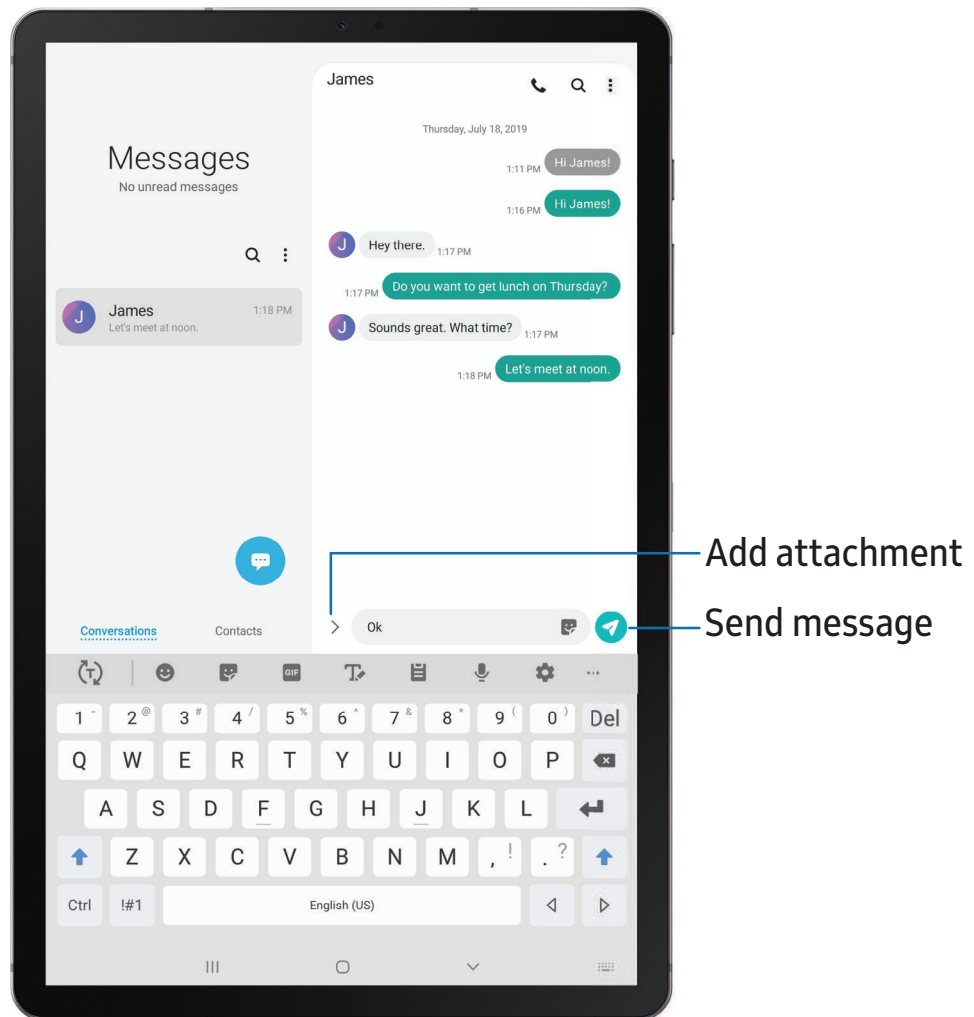 James
Thursday, July 18, 2019
1:11 PM Hi James!
1:16 PM Hi James!
J Hey there. 1:17 PM
1:17 PM Do you want to get lunch on Thursday?
J Sounds great. What time? 1:17 PM
1:18 PM Let's meet at noon.
Messages
No unread messages
J James 1:18 PM
Let's meet at noon.
Conversations Contacts
Ok
Add attachment
Send message
T GIF T
1 - 2 @ 3 # 4 / 5 % 6 ^ 7 & 8 * 9 ( 0 ) Del
Q W E R T Y U I O P
A S D F G H J K L
Z X C V B N M , ! . ?
Ctrl !#1 English (US)